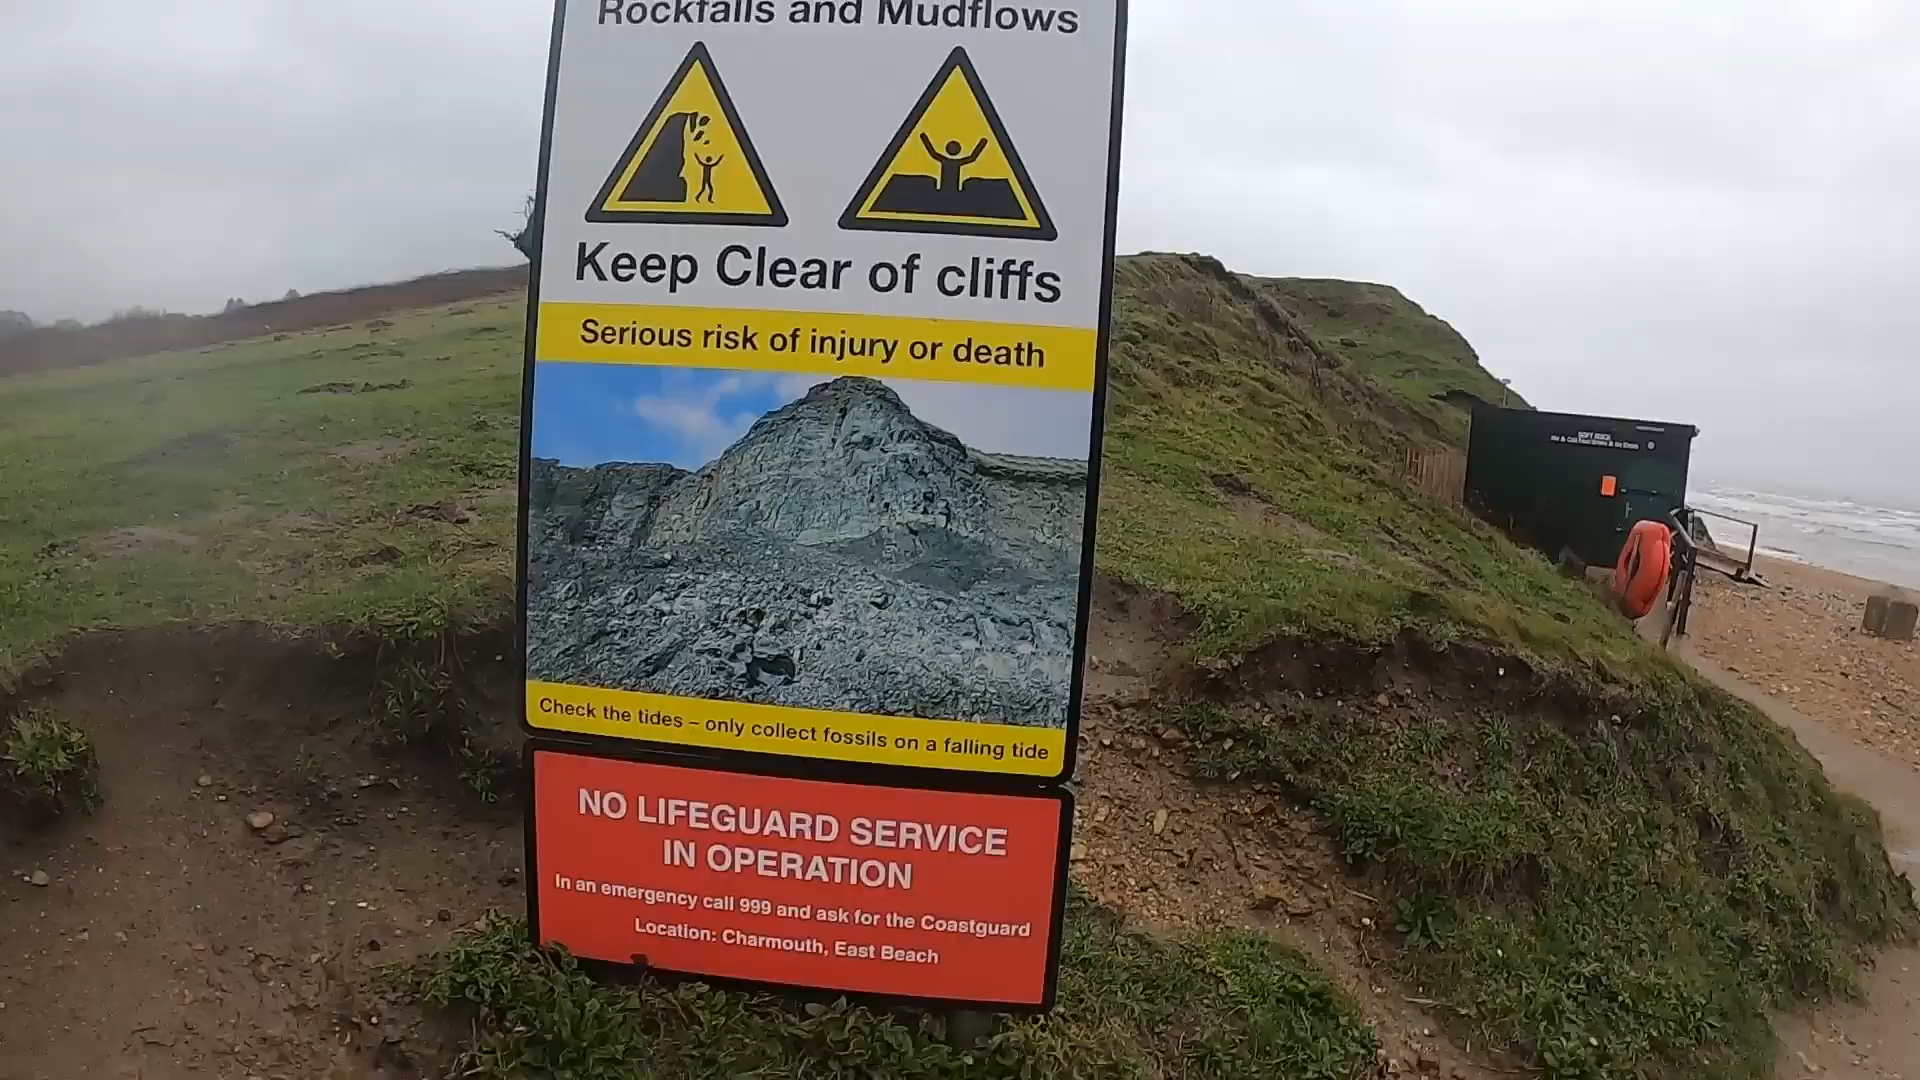 Rockfalls and Mudflows
Keep Clear of cliffs
Serious risk of injury or death
Check the tides – only collect fossils on a falling tide
NO LIFEGUARD SERVICE
IN OPERATION
In an emergency call 999 and ask for the Coastguard
Location: Charmouth, East Beach